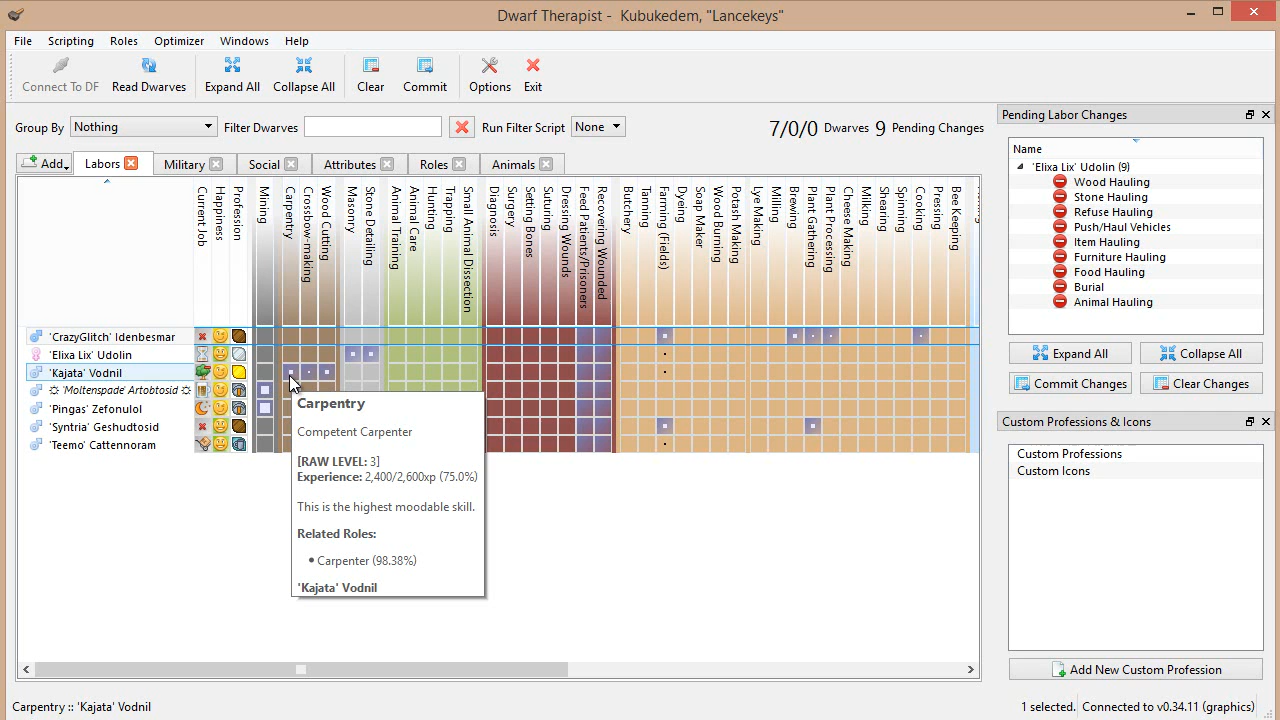 Dwarf Therapist - Kubukedem, "Lancekeys"
File Scripting Roles Optimizer Windows Help
Connect To DF Read Dwarves Expand All Collapse All Clear Commit Options Exit
Group By Nothing Filter Dwarves Run Filter Script None 7/0/0 Dwarves 9 Pending Changes
Add... Labors Military Social Attributes Roles Optimizer Animals
Current Job
Happiness
Profession
Mining
Carpentry
Crossbow-making
Wood Cutting
Masonry
Stone Detailing
Animal Training
Animal Care
Hunting
Trapping
Small Animal Dissection
Diagnosis
Surgery
Setting Bones
Suturing
Dressing Wounds
Feed Patients/Prisoners
Recovering Wounded
Butchery
Tanning
Farming (Fields)
Dyeing
Soap Maker
Wood Burning
Potash Making
Lye Making
Milling
Brewing
Plant Gathering
Plant Processing
Cheese Making
Milking
Shearing
Spinning
Cooking
Pressing
Bee Keeping
'CrazyGlitch' Idenbesmar
'Elixa Lix' Udolin
'Kajata' Vodnil
'Moltenspade' Artobtosid
'Pingas' Zefonulol
'Syntria' Geshudtosid
'Teemo' Cattennoram
Carpentry
Competent Carpenter
[RAW LEVEL: 3]
Experience: 2,400/2,600xp (75.0%)
This is the highest moodable skill.
Related Roles:
• Carpenter (98.38%)
'Kajata' Vodnil
Pending Labor Changes
Name
'Elixa Lix' Udolin (9)
Wood Hauling
Stone Hauling
Refuse Hauling
Push/Haul Vehicles
Item Hauling
Furniture Hauling
Food Hauling
Burial
Animal Hauling
Expand All Collapse All
Commit Changes Clear Changes
Custom Professions & Icons
Custom Professions
Custom Icons
Add New Custom Profession
Carpentry :: 'Kajata' Vodnil 1 selected. Connected to v0.34.11 (graphics)